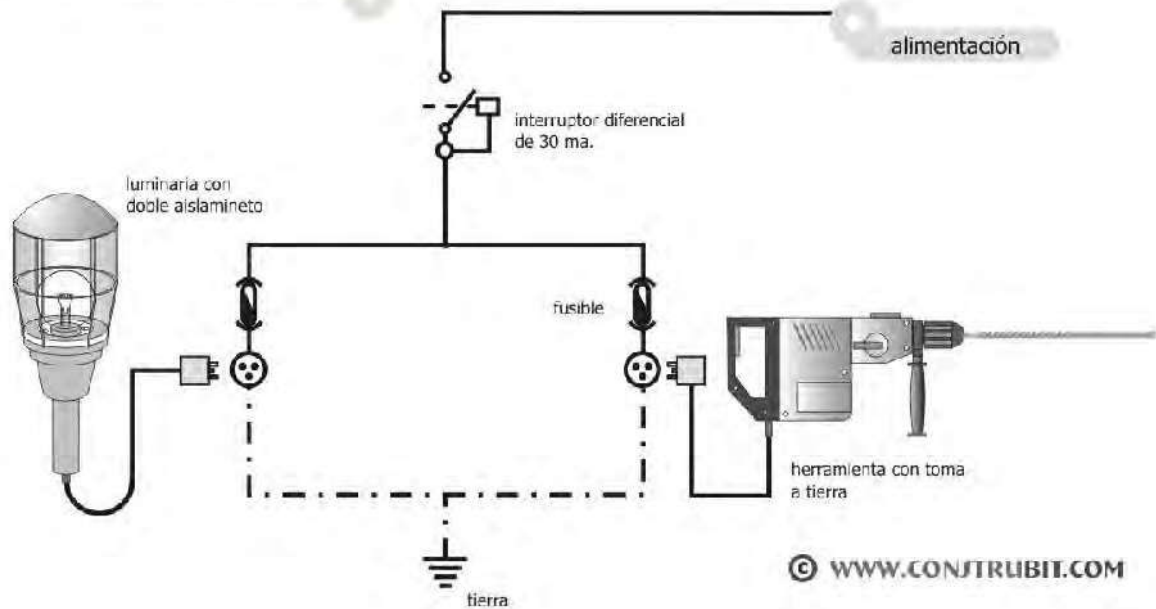 alimentación
interruptor diferencial
de 30 ma.
luminaria con
doble aislamineto
fusible
herramienta con toma
a tierra
tierra
© WWW.CONSTRUBIT.COM